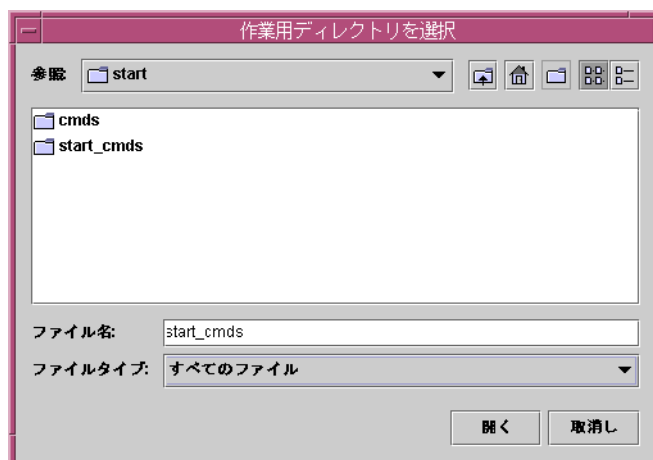 作業用ディレクトリを選択
参照: start
cmds
start_cmds
ファイル名: start_cmds
ファイルタイプ: すべてのファイル
開く 取消し